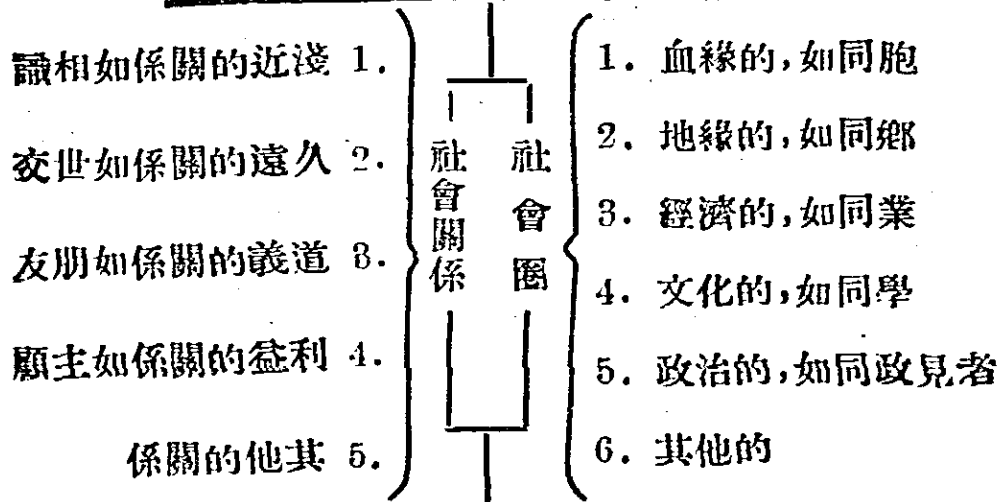 社會圈
1. 血緣的，如同胞
2. 地緣的，如同鄉
3. 經濟的，如同業
4. 文化的，如同學
5. 政治的，如同政見者
6. 其他的
社會關係
1. 淺近的關係如相識
2. 久遠的關係如世交
3. 道義的關係如朋友
4. 利益的關係如主顧
5. 其他的關係